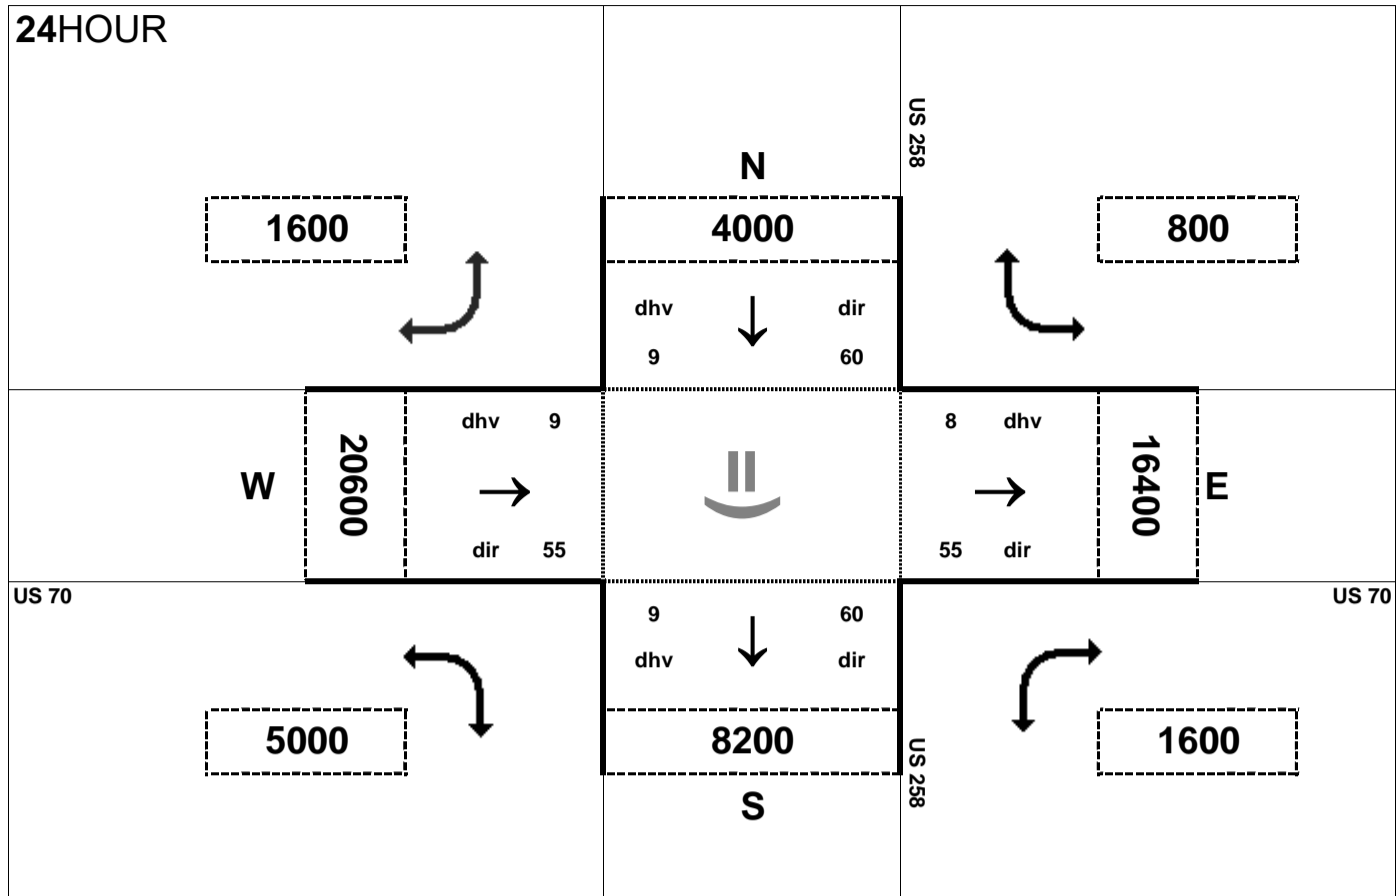 24HOUR
US 258
N
1600
4000
800
dhv dir
9 60
dhv 9
8 dhv
W
20600
16400
E
dir 55
55 dir
US 70
US 70
9 60
dhv dir
5000
8200
1600
US 258
S